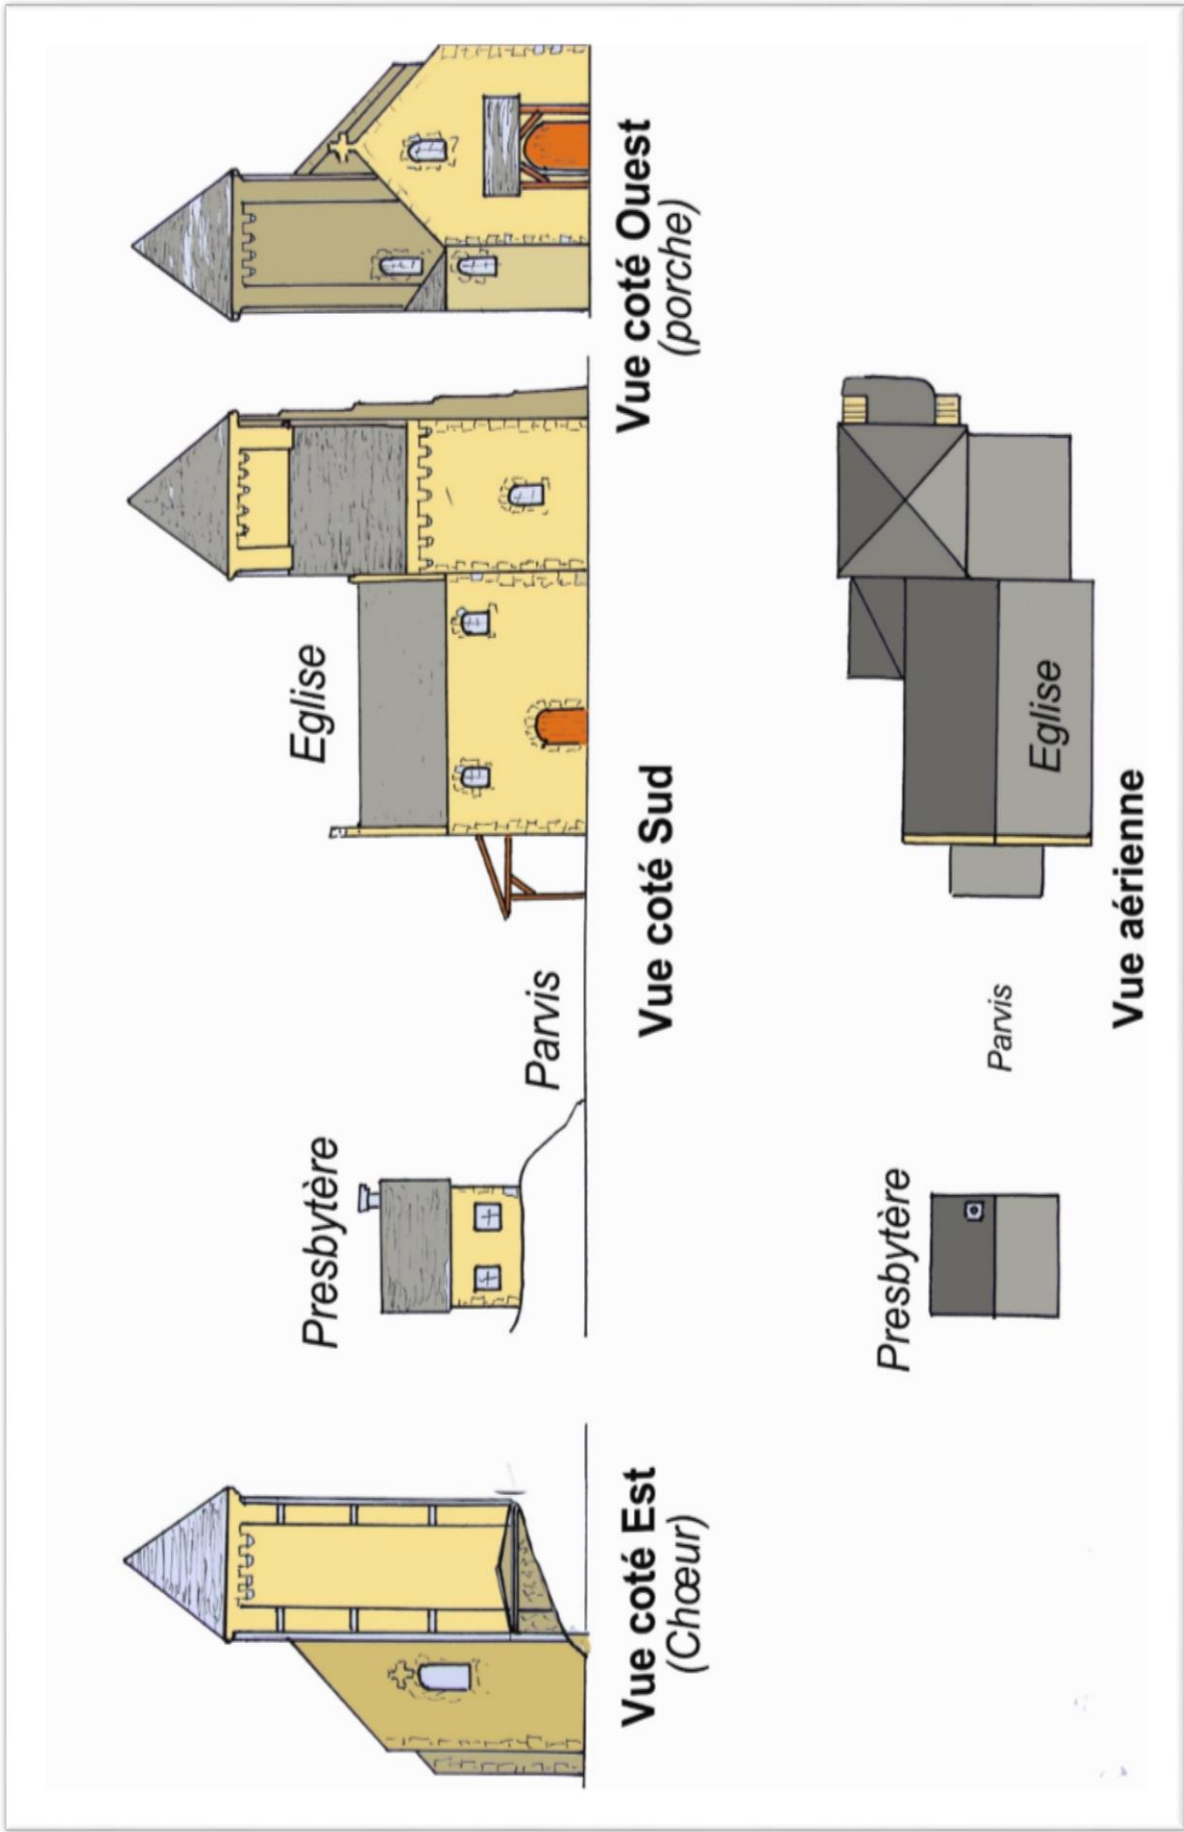 Presbytère
Eglise
Parvis
Vue coté Est
(Chœur)
Vue coté Sud
Vue coté Ouest
(porche)
Presbytère
Parvis
Eglise
Vue aérienne